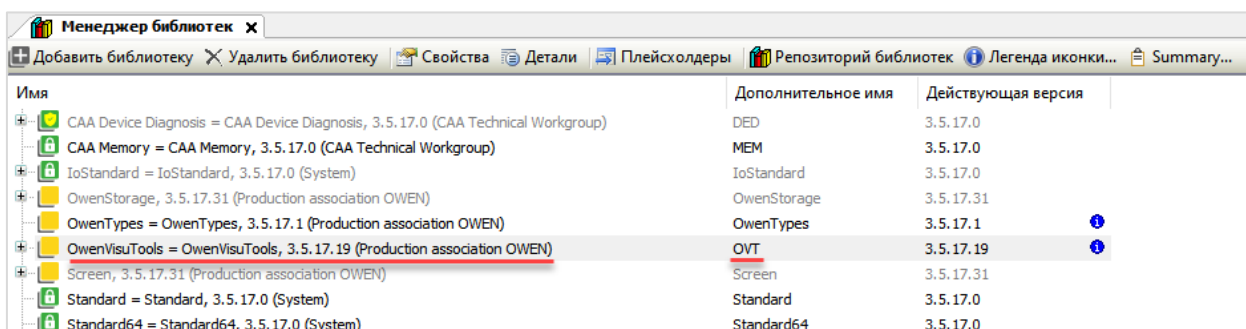 Менеджер библиотек X
Добавить библиотеку Удалить библиотеку Свойства Детали Плейсхолдеры Репозиторий библиотек Легенда иконки... Summary...
Имя Дополнительное имя Действующая версия
CAA Device Diagnosis = CAA Device Diagnosis, 3.5.17.0 (CAA Technical Workgroup) DED 3.5.17.0
CAA Memory = CAA Memory, 3.5.17.0 (CAA Technical Workgroup) MEM 3.5.17.0
IoStandard = IoStandard, 3.5.17.0 (System) IoStandard 3.5.17.0
OwenStorage, 3.5.17.31 (Production association OWEN) OwenStorage 3.5.17.31
OwenTypes = OwenTypes, 3.5.17.1 (Production association OWEN) OwenTypes 3.5.17.1
OwenVisuTools = OwenVisuTools, 3.5.17.19 (Production association OWEN) OVT 3.5.17.19
Screen, 3.5.17.31 (Production association OWEN) Screen 3.5.17.31
Standard = Standard, 3.5.17.0 (System) Standard 3.5.17.0
Standard64 = Standard64, 3.5.17.0 (System) Standard64 3.5.17.0